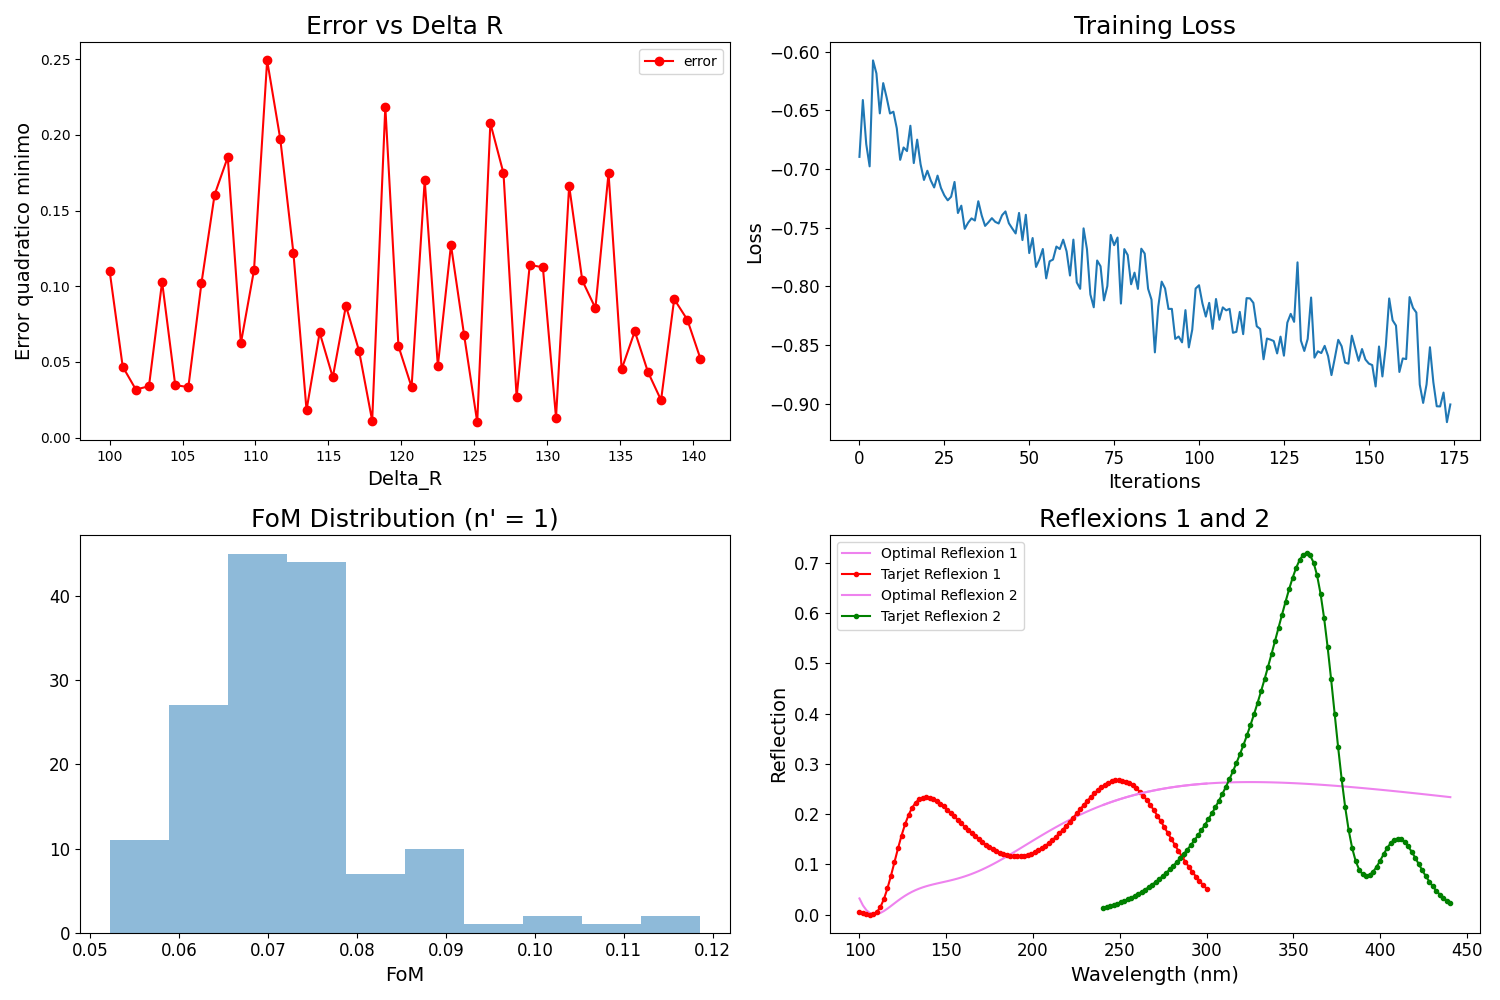 Error vs Delta R
Error quadratico minimo
0.25
0.20
0.15
0.10
0.05
0.00
error
100 105 110 115 120 125 130 135 140
Delta_R
Training Loss
Loss
−0.60
−0.65
−0.70
−0.75
−0.80
−0.85
−0.90
0 25 50 75 100 125 150 175
Iterations
FoM Distribution (n' = 1)
40
30
20
10
0
0.05 0.06 0.07 0.08 0.09 0.10 0.11 0.12
FoM
Reflexions 1 and 2
Reflection
0.7
0.6
0.5
0.4
0.3
0.2
0.1
0.0
Optimal Reflexion 1
Tarjet Reflexion 1
Optimal Reflexion 2
Tarjet Reflexion 2
100 150 200 250 300 350 400 450
Wavelength (nm)